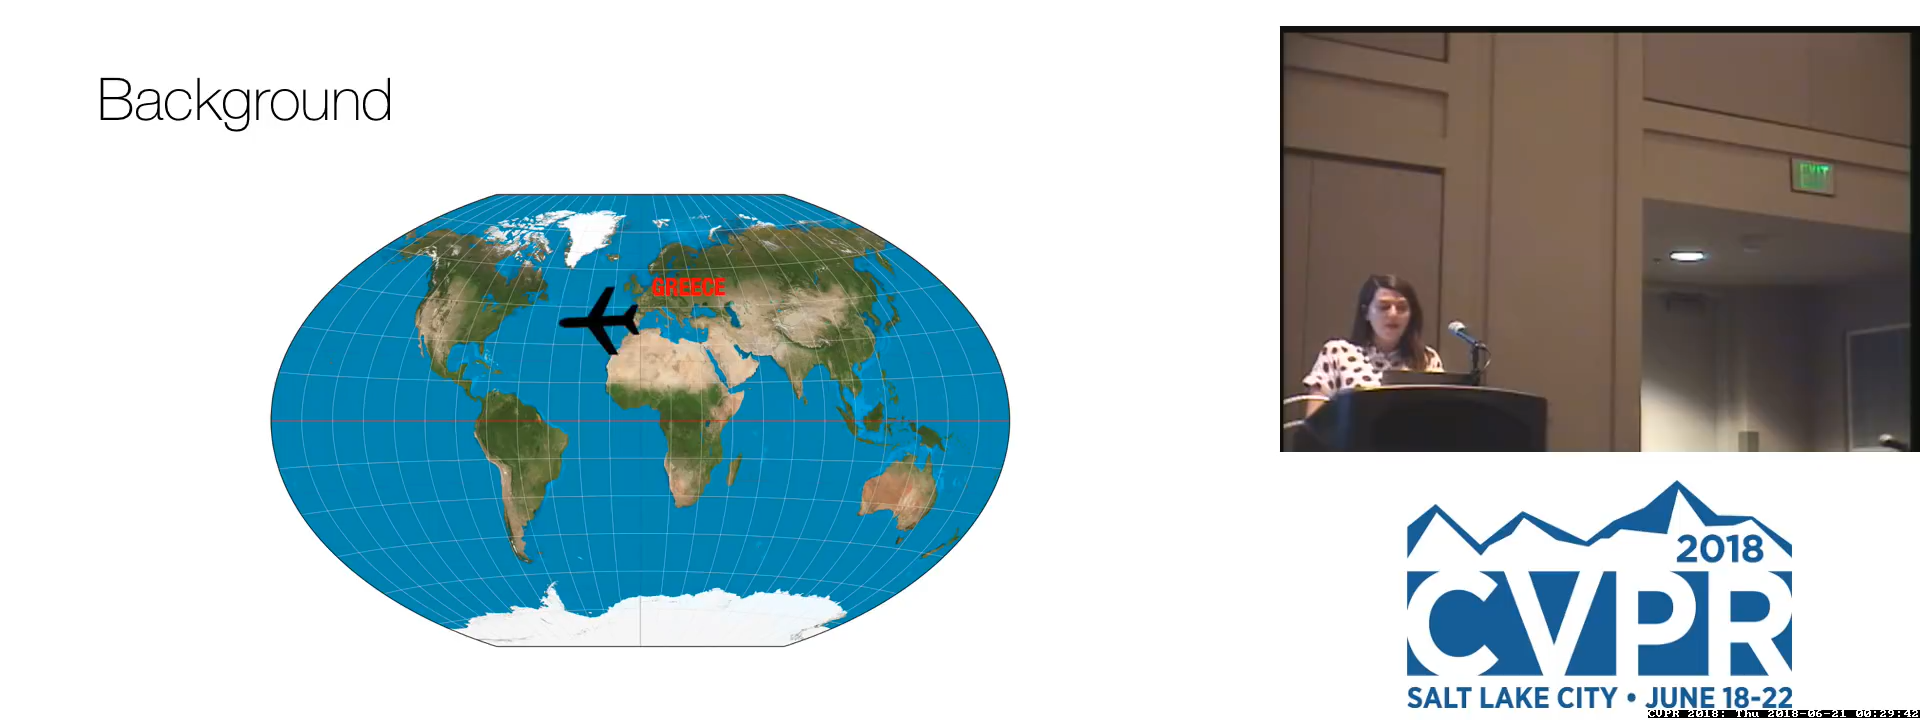 Background
GREECE
EXIT
2018
CVPR
SALT LAKE CITY • JUNE 18-22
CVPR 2018: Thu 2018-06-21 00:29:42